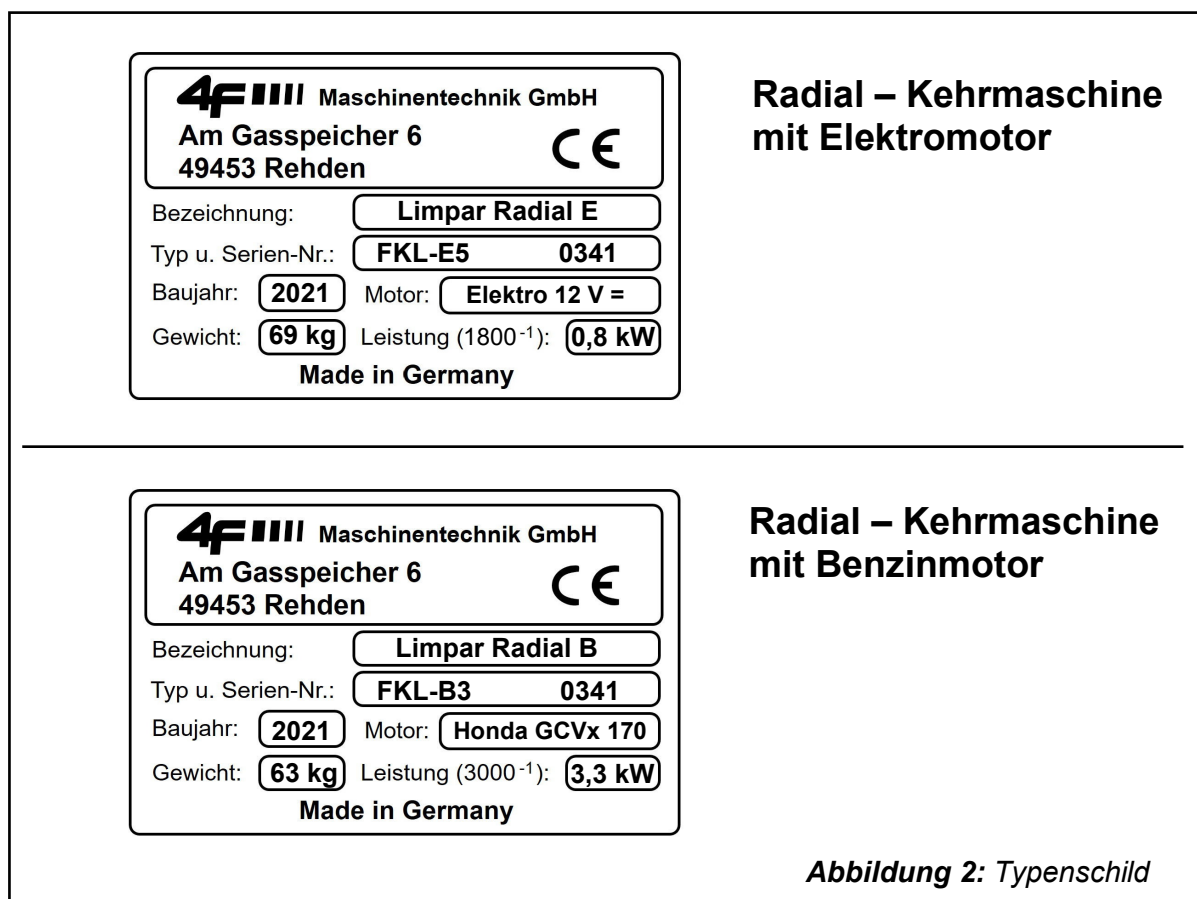 4F Maschinentechnik GmbH
Am Gasspeicher 6
49453 Rehden
CE
Bezeichnung: Limpar Radial E
Typ u. Serien-Nr.: FKL-E5 0341
Baujahr: 2021 Motor: Elektro 12 V =
Gewicht: 69 kg Leistung (1800⁻¹): 0,8 kW
Made in Germany
Radial – Kehrmaschine
mit Elektromotor
4F Maschinentechnik GmbH
Am Gasspeicher 6
49453 Rehden
CE
Bezeichnung: Limpar Radial B
Typ u. Serien-Nr.: FKL-B3 0341
Baujahr: 2021 Motor: Honda GCVx 170
Gewicht: 63 kg Leistung (3000⁻¹): 3,3 kW
Made in Germany
Radial – Kehrmaschine
mit Benzinmotor
Abbildung 2: Typenschild